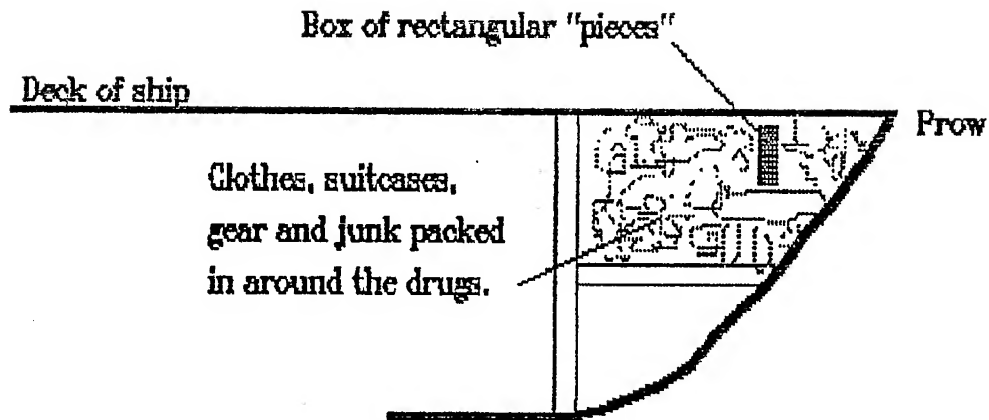 Box of rectangular "pieces"
Deck of ship
Prow
Clothes, suitcases,
gear and junk packed
in around the drugs.